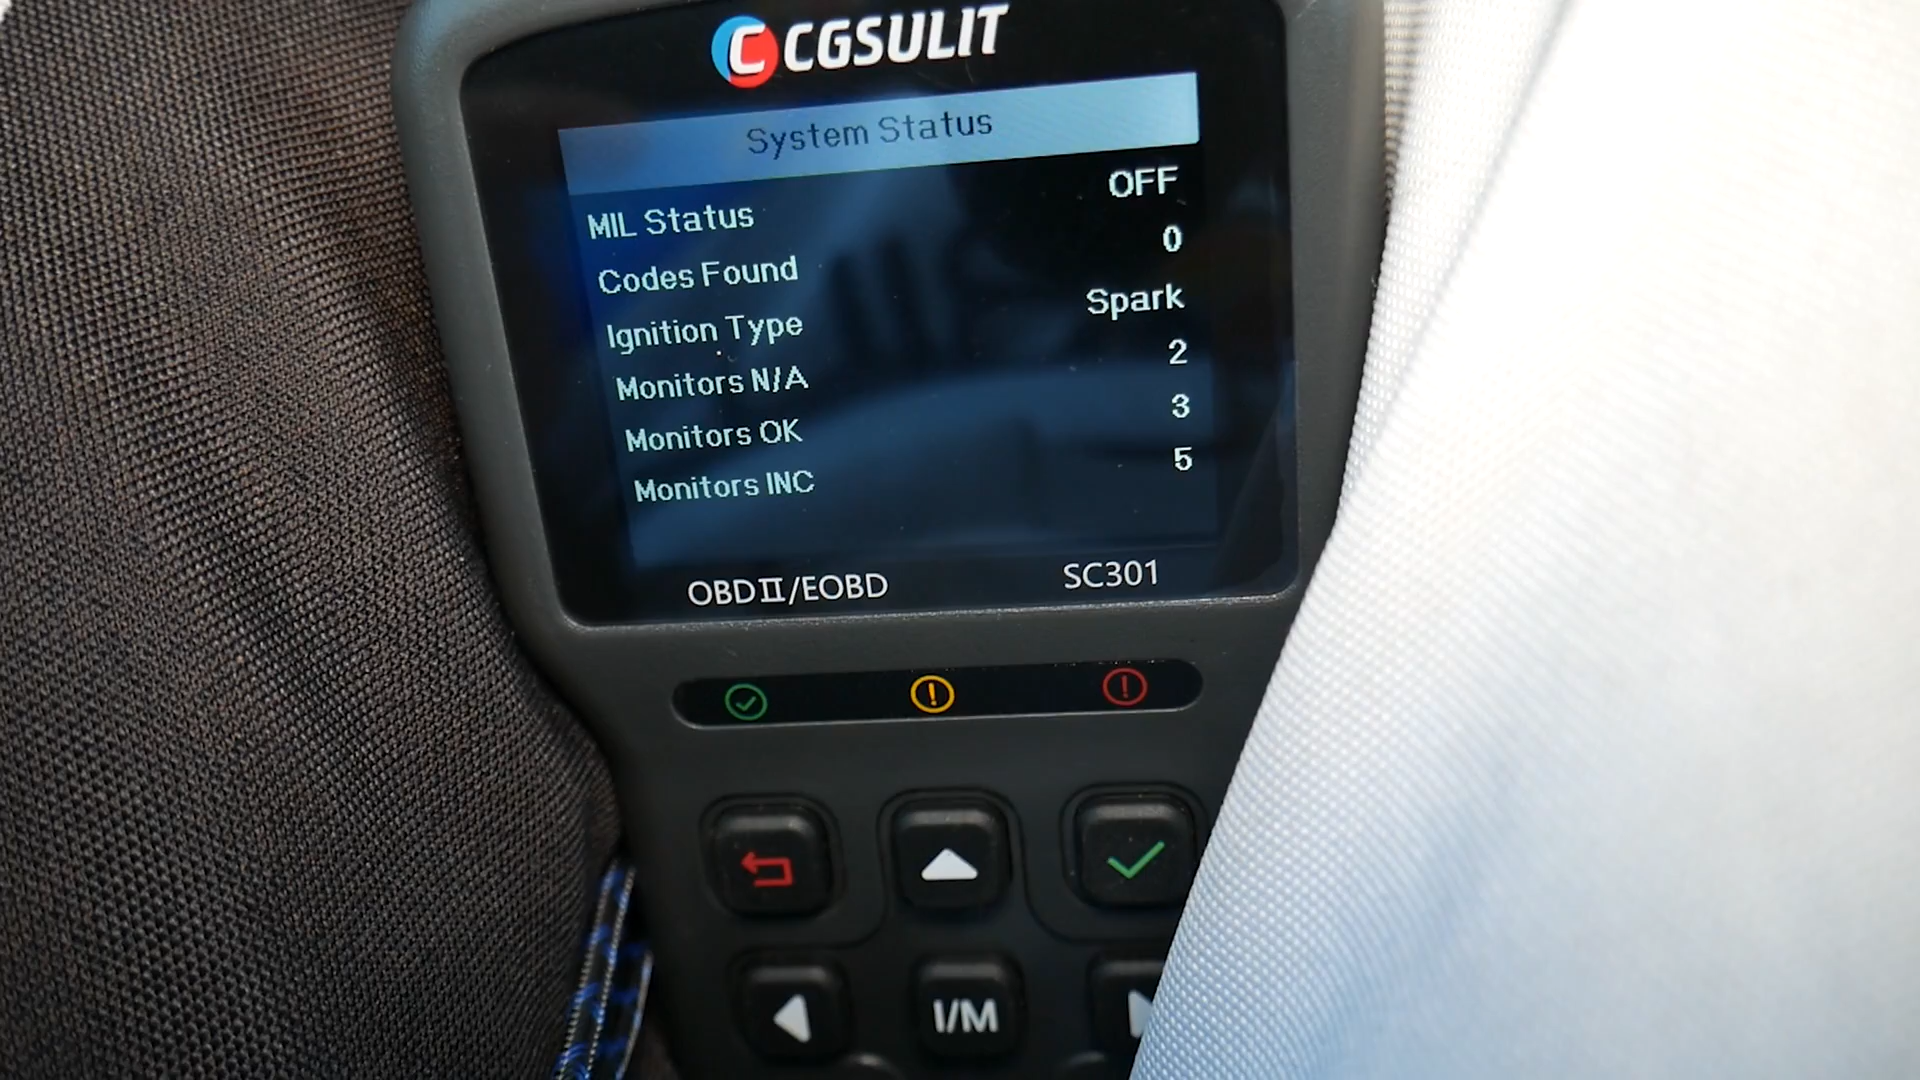 CGSULIT
System Status
MIL Status OFF
Codes Found 0
Ignition Type Spark
Monitors N/A 2
Monitors OK 3
Monitors INC 5
OBDII/EOBD SC301
I/M